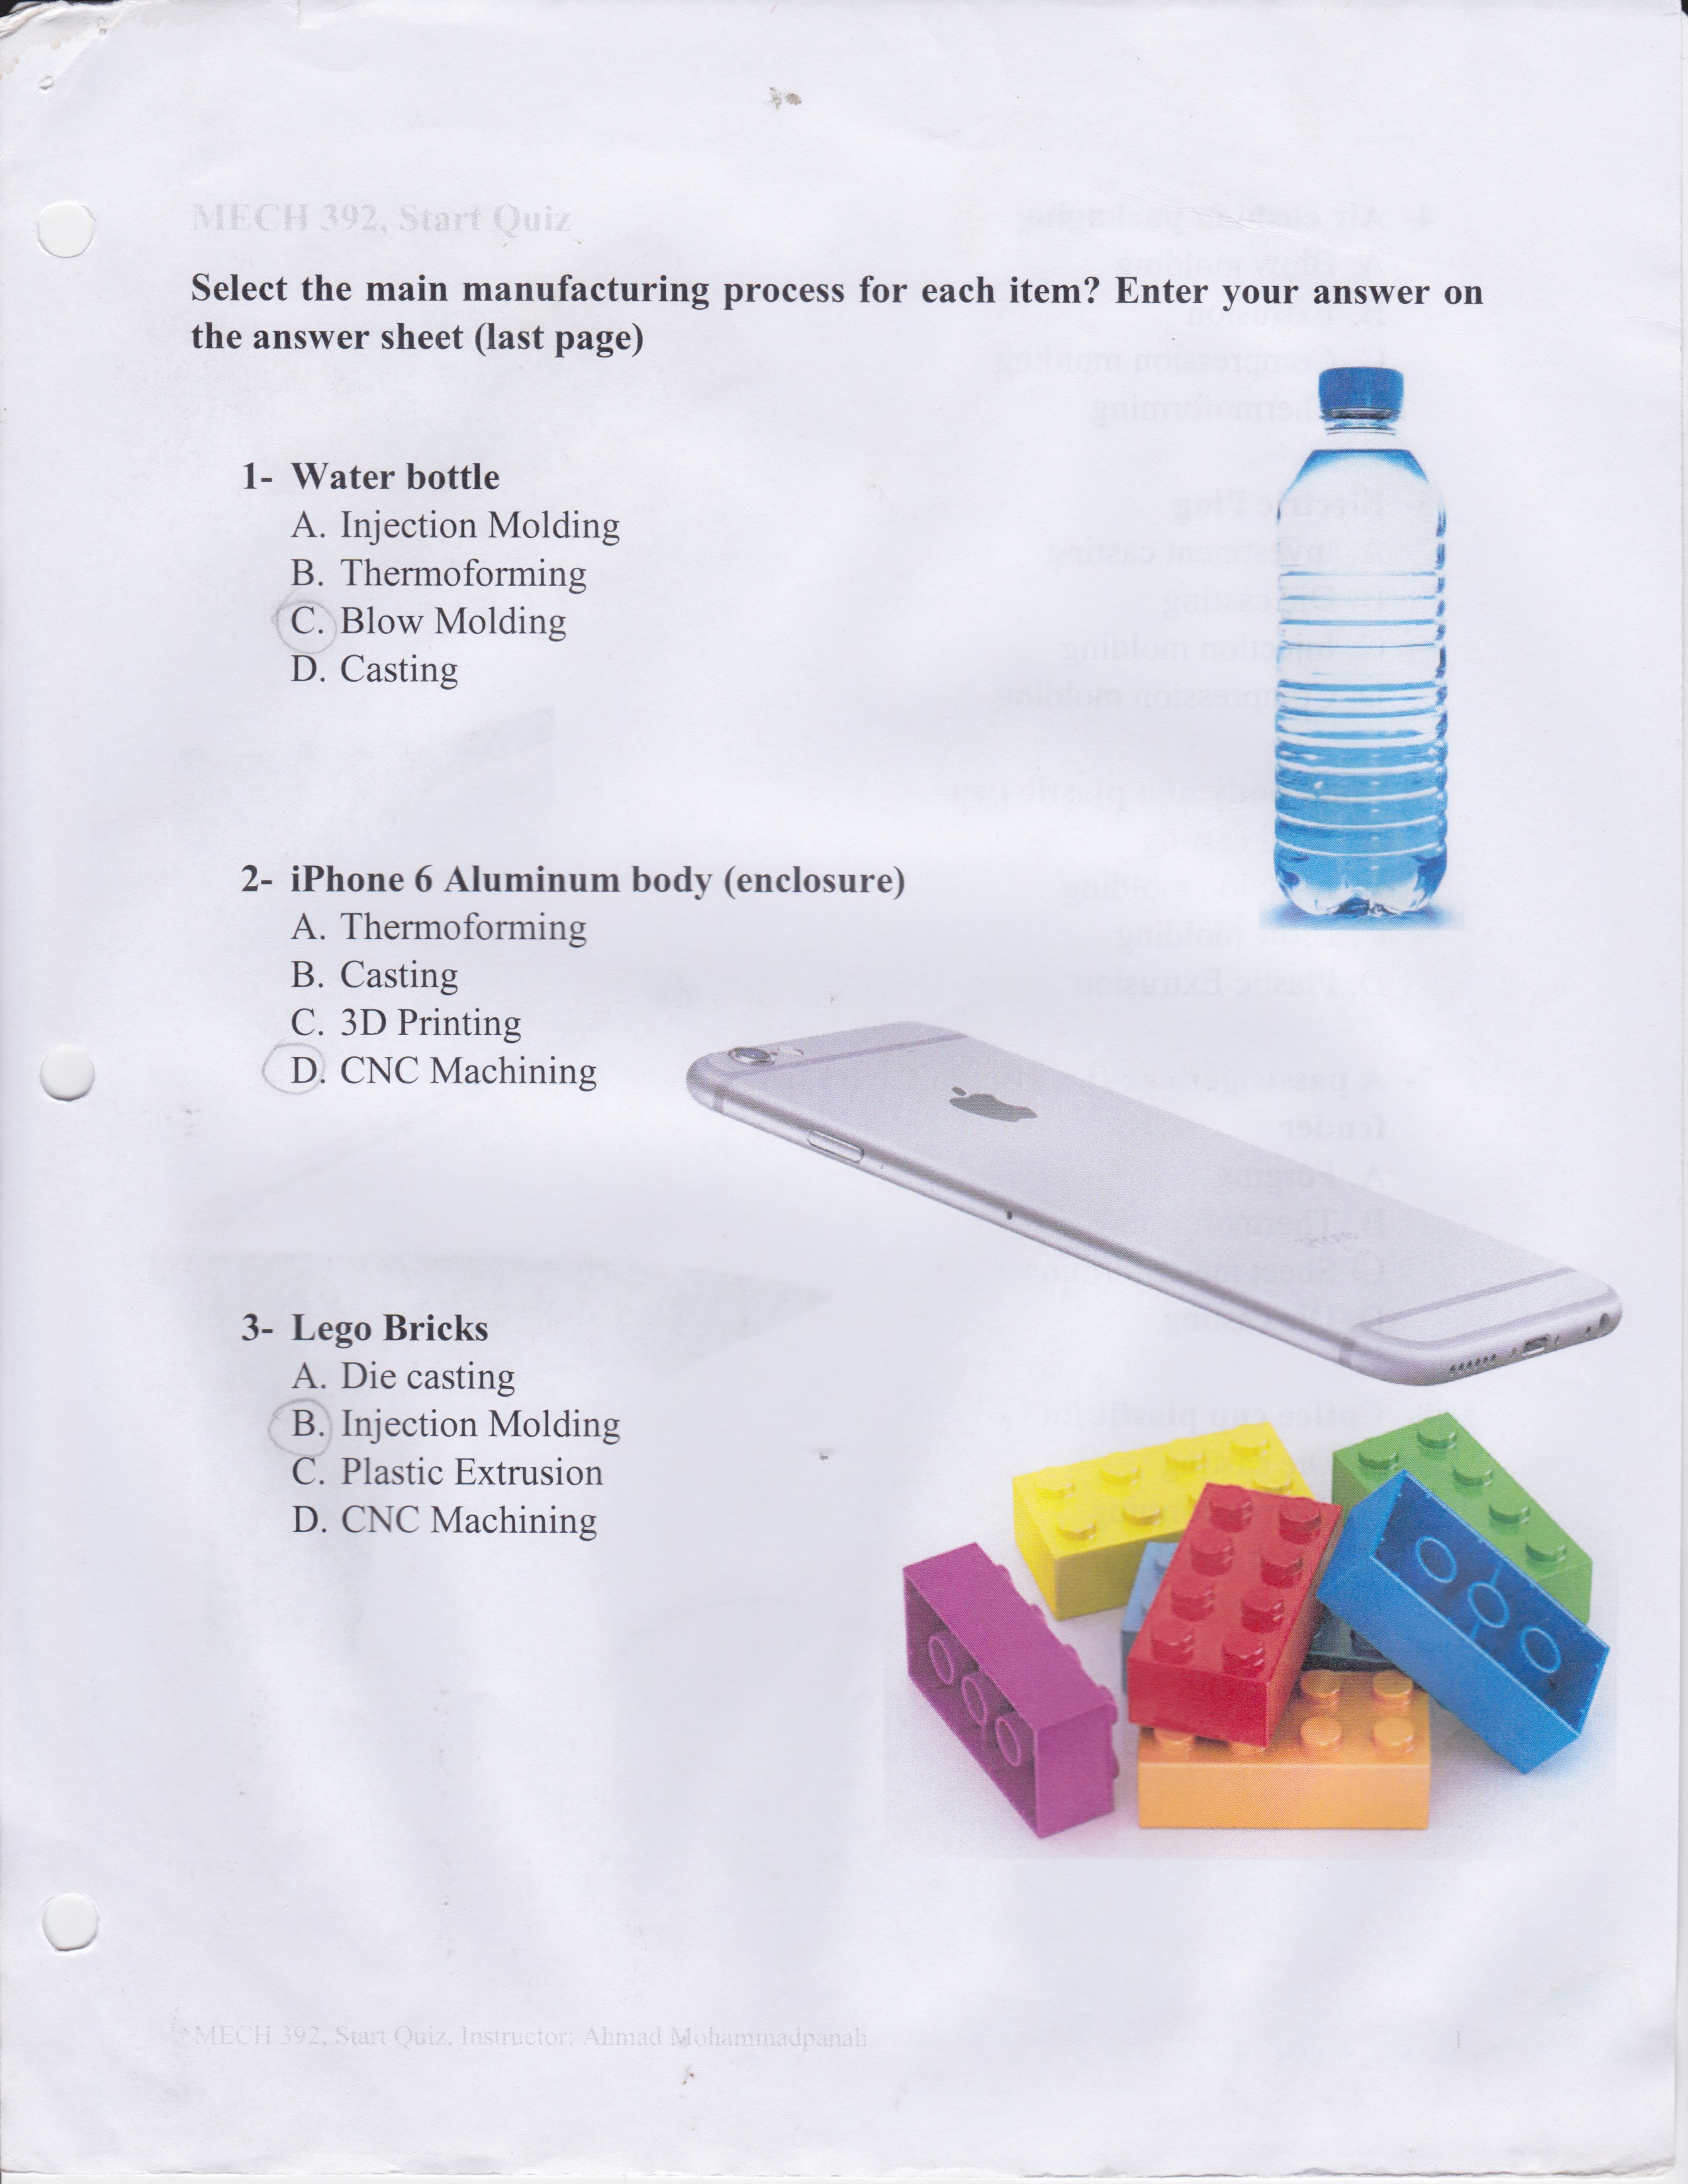 MECH 392, Start Quiz
Select the main manufacturing process for each item? Enter your answer on
the answer sheet (last page)
1- Water bottle
A. Injection Molding
B. Thermoforming
C. Blow Molding
D. Casting
2- iPhone 6 Aluminum body (enclosure)
A. Thermoforming
B. Casting
C. 3D Printing
D. CNC Machining
3- Lego Bricks
A. Die casting
B. Injection Molding
C. Plastic Extrusion
D. CNC Machining
MECH 392, Start Quiz, Instructor: Ahmad Mohammadpanah 1